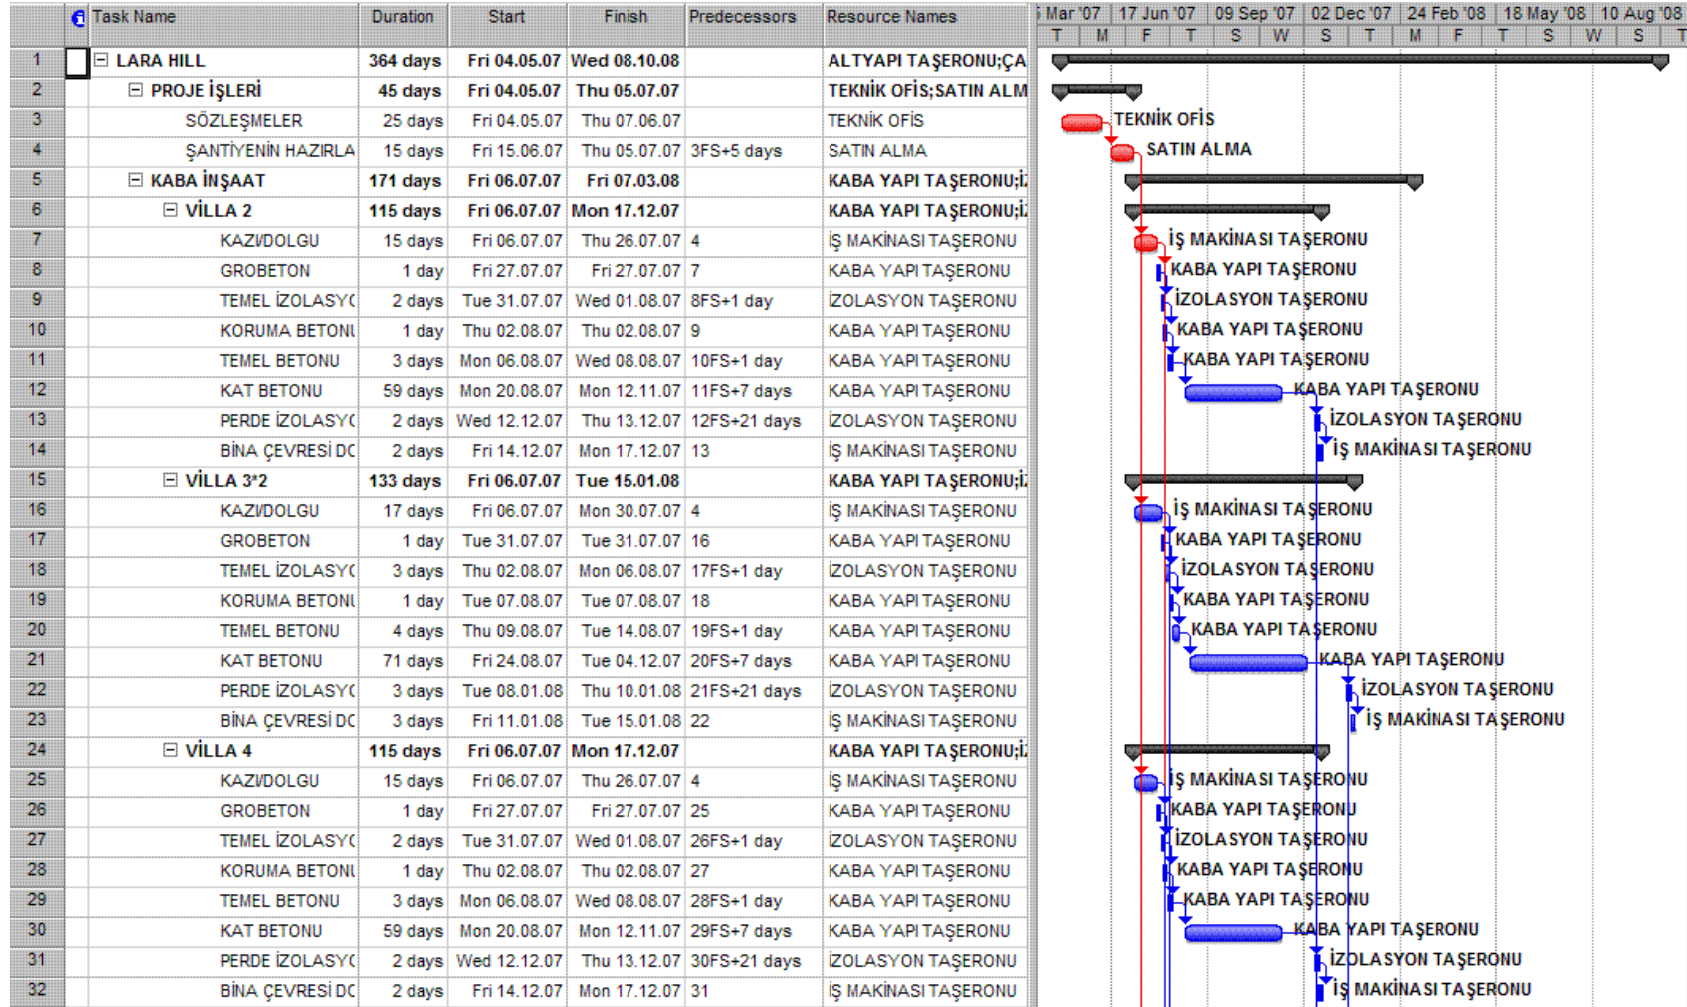 Task Name Duration Start Finish Predecessors Resource Names
Mar '07 17 Jun '07 09 Sep '07 02 Dec '07 24 Feb '08 18 May '08 10 Aug '08
T M F T S W S T M F T S W S T
1 LARA HILL 364 days Fri 04.05.07 Wed 08.10.08 ALTYAPI TAŞERONU;ÇA
2 PROJE İŞLERİ 45 days Fri 04.05.07 Thu 05.07.07 TEKNİK OFİS;SATIN ALM
3 SÖZLEŞMELER 25 days Fri 04.05.07 Thu 07.06.07 TEKNİK OFİS TEKNİK OFİS
4 ŞANTİYENİN HAZIRLA 15 days Fri 15.06.07 Thu 05.07.07 3FS+5 days SATIN ALMA SATIN ALMA
5 KABA İNŞAAT 171 days Fri 06.07.07 Fri 07.03.08 KABA YAPI TAŞERONU;İZ
6 VİLLA 2 115 days Fri 06.07.07 Mon 17.12.07 KABA YAPI TAŞERONU;İZ
7 KAZI/DOLGU 15 days Fri 06.07.07 Thu 26.07.07 4 İŞ MAKİNASI TAŞERONU İŞ MAKİNASI TAŞERONU
8 GROBETON 1 day Fri 27.07.07 Fri 27.07.07 7 KABA YAPI TAŞERONU KABA YAPI TAŞERONU
9 TEMEL İZOLASYO 2 days Tue 31.07.07 Wed 01.08.07 8FS+1 day İZOLASYON TAŞERONU İZOLASYON TAŞERONU
10 KORUMA BETONU 1 day Thu 02.08.07 Thu 02.08.07 9 KABA YAPI TAŞERONU KABA YAPI TAŞERONU
11 TEMEL BETONU 3 days Mon 06.08.07 Wed 08.08.07 10FS+1 day KABA YAPI TAŞERONU KABA YAPI TAŞERONU
12 KAT BETONU 59 days Mon 20.08.07 Mon 12.11.07 11FS+7 days KABA YAPI TAŞERONU KABA YAPI TAŞERONU
13 PERDE İZOLASYO 2 days Wed 12.12.07 Thu 13.12.07 12FS+21 days İZOLASYON TAŞERONU İZOLASYON TAŞERONU
14 BİNA ÇEVRESİ DO 2 days Fri 14.12.07 Mon 17.12.07 13 İŞ MAKİNASI TAŞERONU İŞ MAKİNASI TAŞERONU
15 VİLLA 3*2 133 days Fri 06.07.07 Tue 15.01.08 KABA YAPI TAŞERONU;İZ
16 KAZI/DOLGU 17 days Fri 06.07.07 Mon 30.07.07 4 İŞ MAKİNASI TAŞERONU İŞ MAKİNASI TAŞERONU
17 GROBETON 1 day Tue 31.07.07 Tue 31.07.07 16 KABA YAPI TAŞERONU KABA YAPI TAŞERONU
18 TEMEL İZOLASYO 3 days Thu 02.08.07 Mon 06.08.07 17FS+1 day İZOLASYON TAŞERONU İZOLASYON TAŞERONU
19 KORUMA BETONU 1 day Tue 07.08.07 Tue 07.08.07 18 KABA YAPI TAŞERONU KABA YAPI TAŞERONU
20 TEMEL BETONU 4 days Thu 09.08.07 Tue 14.08.07 19FS+1 day KABA YAPI TAŞERONU KABA YAPI TAŞERONU
21 KAT BETONU 71 days Fri 24.08.07 Tue 04.12.07 20FS+7 days KABA YAPI TAŞERONU KABA YAPI TAŞERONU
22 PERDE İZOLASYO 3 days Tue 08.01.08 Thu 10.01.08 21FS+21 days İZOLASYON TAŞERONU İZOLASYON TAŞERONU
23 BİNA ÇEVRESİ DO 3 days Fri 11.01.08 Tue 15.01.08 22 İŞ MAKİNASI TAŞERONU İŞ MAKİNASI TAŞERONU
24 VİLLA 4 115 days Fri 06.07.07 Mon 17.12.07 KABA YAPI TAŞERONU;İZ
25 KAZI/DOLGU 15 days Fri 06.07.07 Thu 26.07.07 4 İŞ MAKİNASI TAŞERONU İŞ MAKİNASI TAŞERONU
26 GROBETON 1 day Fri 27.07.07 Fri 27.07.07 25 KABA YAPI TAŞERONU KABA YAPI TAŞERONU
27 TEMEL İZOLASYO 2 days Tue 31.07.07 Wed 01.08.07 26FS+1 day İZOLASYON TAŞERONU İZOLASYON TAŞERONU
28 KORUMA BETONU 1 day Thu 02.08.07 Thu 02.08.07 27 KABA YAPI TAŞERONU KABA YAPI TAŞERONU
29 TEMEL BETONU 3 days Mon 06.08.07 Wed 08.08.07 28FS+1 day KABA YAPI TAŞERONU KABA YAPI TAŞERONU
30 KAT BETONU 59 days Mon 20.08.07 Mon 12.11.07 29FS+7 days KABA YAPI TAŞERONU KABA YAPI TAŞERONU
31 PERDE İZOLASYO 2 days Wed 12.12.07 Thu 13.12.07 30FS+21 days İZOLASYON TAŞERONU İZOLASYON TAŞERONU
32 BİNA ÇEVRESİ DO 2 days Fri 14.12.07 Mon 17.12.07 31 İŞ MAKİNASI TAŞERONU İŞ MAKİNASI TAŞERONU